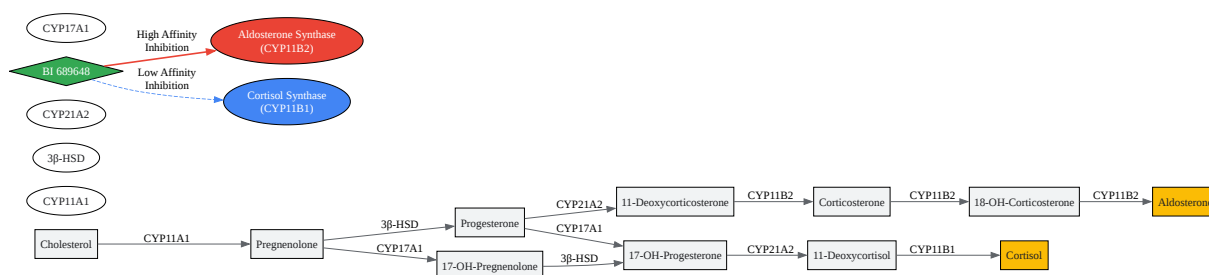 CYP17A1
High Affinity
Inhibition
Aldosterone Synthase
(CYP11B2)
BI 689648
Low Affinity
Inhibition
Cortisol Synthase
(CYP11B1)
CYP21A2
3β-HSD
CYP11A1
Cholesterol
CYP11A1
Pregnenolone
3β-HSD
CYP17A1
Progesterone
17-OH-Pregnenolone
CYP21A2
CYP17A1
3β-HSD
11-Deoxycorticosterone
17-OH-Progesterone
CYP11B2
CYP21A2
Corticosterone
11-Deoxycortisol
CYP11B2
CYP11B1
18-OH-Corticosterone
Cortisol
CYP11B2
Aldosterone